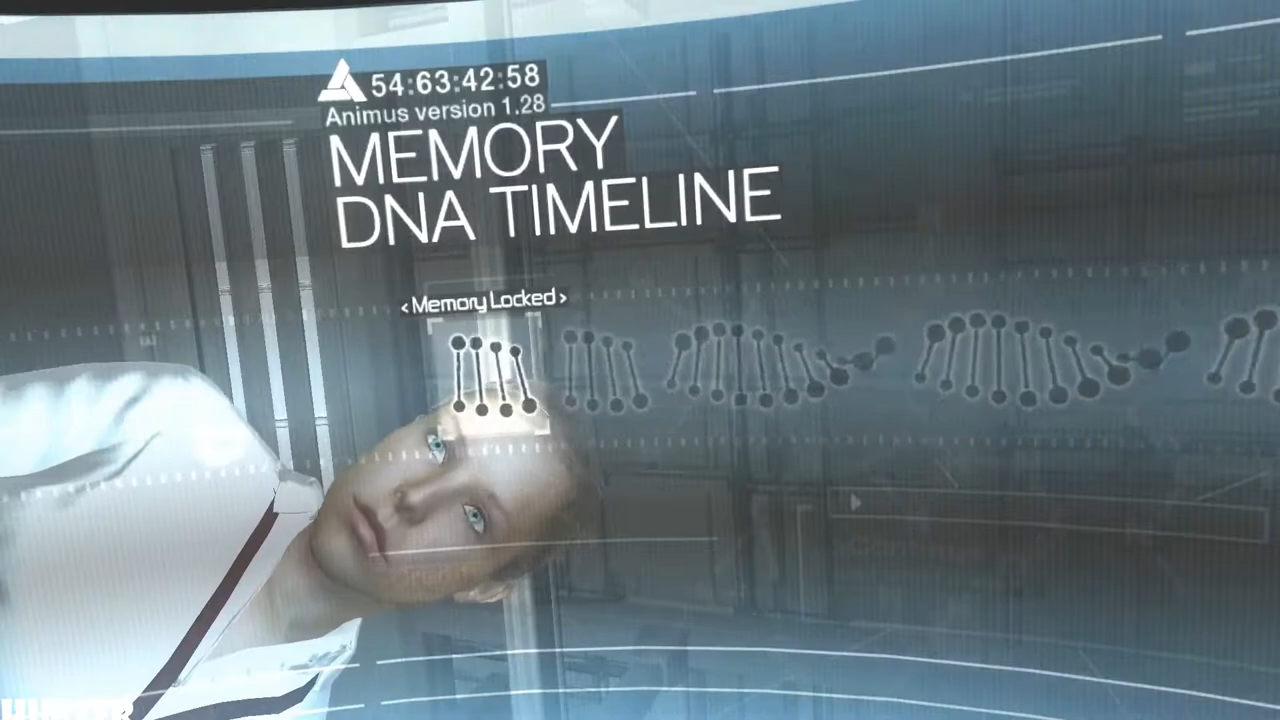 54:63:42:58
Animus version 1.28
MEMORY
DNA TIMELINE
< Memory Locked >